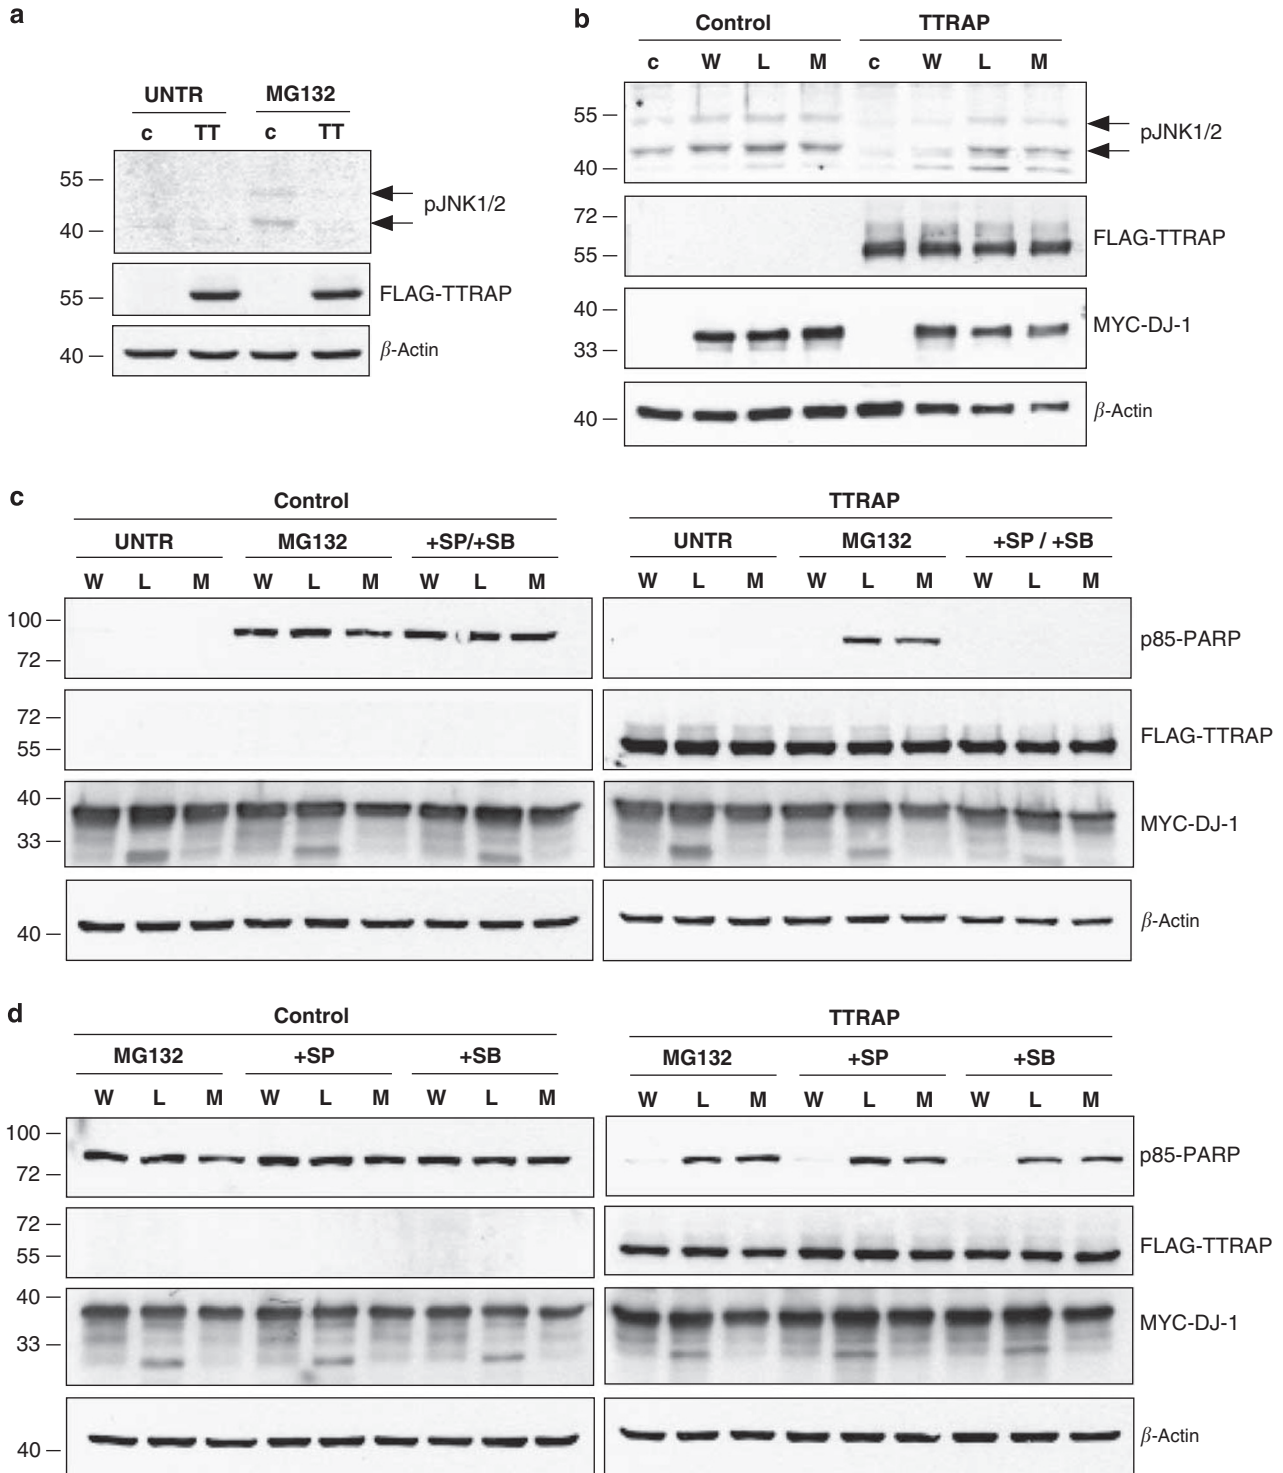 a
UNTR MG132
c TT c TT
55
40
pJNK1/2
55
FLAG-TTRAP
40
β-Actin
b
Control TTRAP
c W L M c W L M
55
40
pJNK1/2
72
55
FLAG-TTRAP
40
33
MYC-DJ-1
40
β-Actin
c
Control TTRAP
UNTR MG132 +SP/+SB UNTR MG132 +SP / +SB
W L M W L M W L M W L M W L M W L M
100
72
p85-PARP
72
55
FLAG-TTRAP
40
33
MYC-DJ-1
40
β-Actin
d
Control TTRAP
MG132 +SP +SB MG132 +SP +SB
W L M W L M W L M W L M W L M W L M
100
72
p85-PARP
72
55
FLAG-TTRAP
40
33
MYC-DJ-1
40
β-Actin